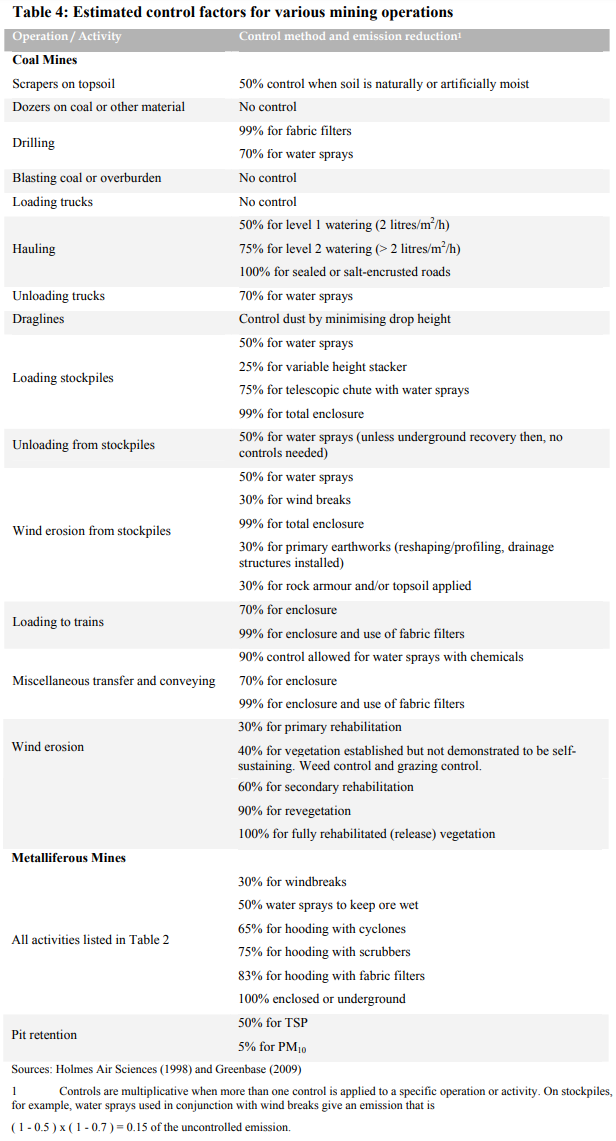 Table 4: Estimated control factors for various mining operations
Operation / Activity Control method and emission reduction¹
Coal Mines
Scrapers on topsoil 50% control when soil is naturally or artificially moist
Dozers on coal or other material No control
Drilling
99% for fabric filters
70% for water sprays
Blasting coal or overburden No control
Loading trucks No control
Hauling
50% for level 1 watering (2 litres/m²/h)
75% for level 2 watering (> 2 litres/m²/h)
100% for sealed or salt-encrusted roads
Unloading trucks 70% for water sprays
Draglines Control dust by minimising drop height
Loading stockpiles
50% for water sprays
25% for variable height stacker
75% for telescopic chute with water sprays
99% for total enclosure
Unloading from stockpiles
50% for water sprays (unless underground recovery then, no
controls needed)
Wind erosion from stockpiles
50% for water sprays
30% for wind breaks
99% for total enclosure
30% for primary earthworks (reshaping/profiling, drainage
structures installed)
30% for rock armour and/or topsoil applied
Loading to trains
70% for enclosure
99% for enclosure and use of fabric filters
Miscellaneous transfer and conveying
90% control allowed for water sprays with chemicals
70% for enclosure
99% for enclosure and use of fabric filters
Wind erosion
30% for primary rehabilitation
40% for vegetation established but not demonstrated to be self-
sustaining. Weed control and grazing control.
60% for secondary rehabilitation
90% for revegetation
100% for fully rehabilitated (release) vegetation
Metalliferous Mines
All activities listed in Table 2
30% for windbreaks
50% water sprays to keep ore wet
65% for hooding with cyclones
75% for hooding with scrubbers
83% for hooding with fabric filters
100% enclosed or underground
Pit retention
50% for TSP
5% for PM₁₀
Sources: Holmes Air Sciences (1998) and Greenbase (2009)
1 Controls are multiplicative when more than one control is applied to a specific operation or activity. On stockpiles,
for example, water sprays used in conjunction with wind breaks give an emission that is
( 1 - 0.5 ) x ( 1 - 0.7 ) = 0.15 of the uncontrolled emission.